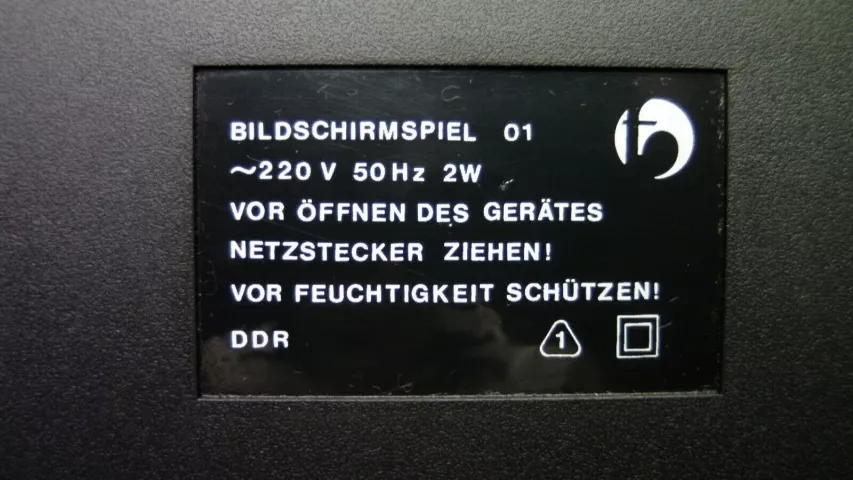 BILDSCHIRMSPIEL 01
~220 V 50 Hz 2W
VOR ÖFFNEN DES GERÄTES
NETZSTECKER ZIEHEN!
VOR FEUCHTIGKEIT SCHÜTZEN!
DDR 1